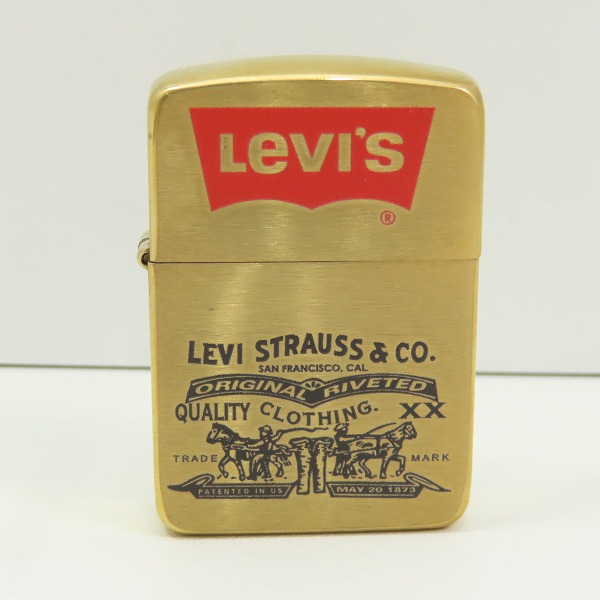 LeVI'S
®
LEVI STRAUSS & CO.
SAN FRANCISCO, CAL.
ORIGINAL RIVETED
QUALITY CLOTHING. XX
TRADE MARK
PATENTED IN US MAY 20 1873